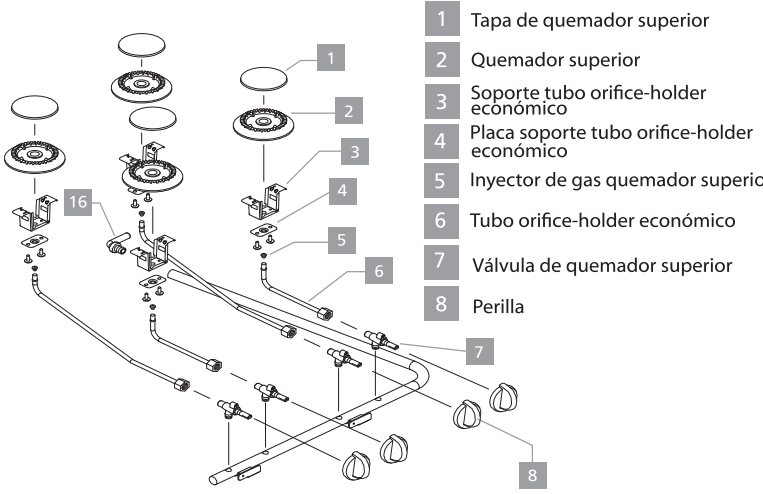 1 Tapa de quemador superior
2 Quemador superior
3 Soporte tubo orifice-holder
económico
4 Placa soporte tubo orifice-holder
económico
5 Inyector de gas quemador superio
6 Tubo orifice-holder económico
7 Válvula de quemador superior
8 Perilla
1
2
3
4
16
5
6
7
8